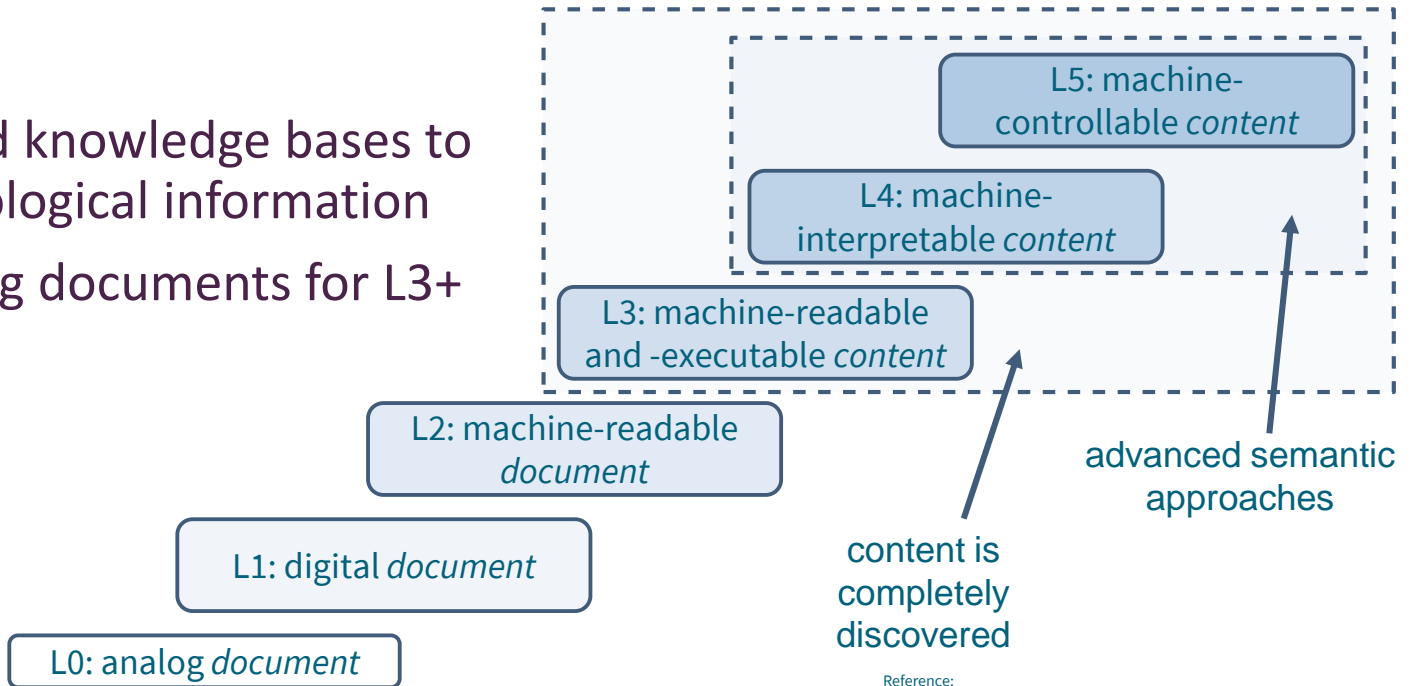 knowledge bases to
information
documents for L3+
L5: machine-
controllable content
L4: machine-
interpretable content
L3: machine-readable
and -executable content
L2: machine-readable
document
L1: digital document
L0: analog document
advanced semantic
approaches
content is
completely
discovered
Reference: